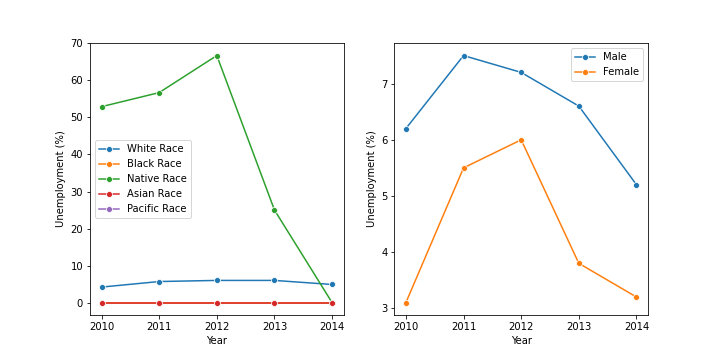 70
60
50
40
30
20
10
0
Unemployment (%)
White Race
Black Race
Native Race
Asian Race
Pacific Race
2010 2011 2012 2013 2014
Year
7
6
5
4
3
Unemployment (%)
Male
Female
2010 2011 2012 2013 2014
Year